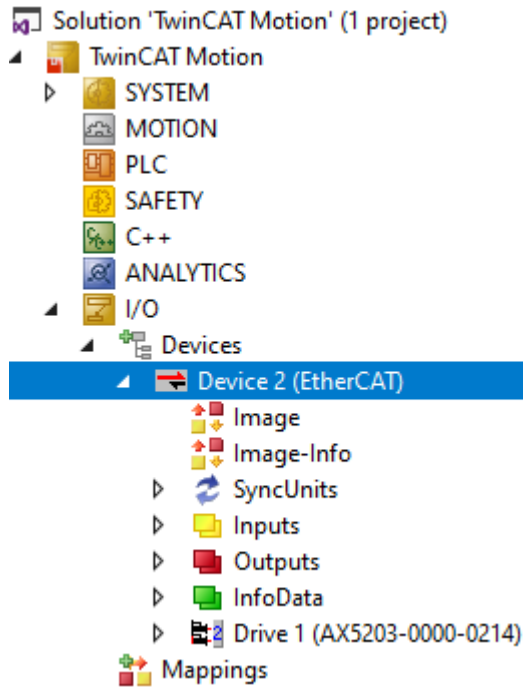 Solution 'TwinCAT Motion' (1 project)
TwinCAT Motion
SYSTEM
MOTION
PLC
SAFETY
C++
ANALYTICS
I/O
Devices
Device 2 (EtherCAT)
Image
Image-Info
SyncUnits
Inputs
Outputs
InfoData
Drive 1 (AX5203-0000-0214)
Mappings